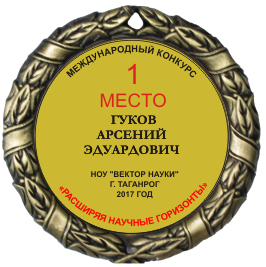 МЕЖДУНАРОДНЫЙ КОНКУРС
1
МЕСТО
ГУКОВ
АРСЕНИЙ
ЭДУАРДОВИЧ
НОУ "ВЕКТОР НАУКИ"
Г. ТАГАНРОГ
2017 ГОД
«РАСШИРЯЯ НАУЧНЫЕ ГОРИЗОНТЫ»